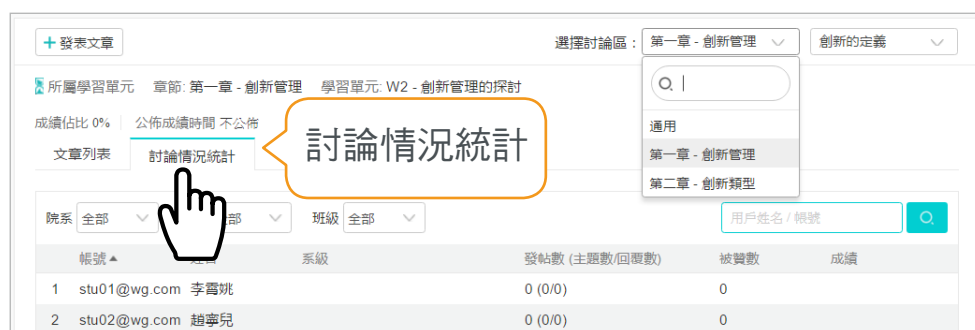 + 發表文章 選擇討論區： 第一章 - 創新管理 創新的定義
所屬學習單元 章節: 第一章 - 創新管理 學習單元: W2 - 創新管理的探討
成績佔比 0% 公佈成績時間 不公佈
通用
第一章 - 創新管理
第二章 - 創新類型
文章列表 討論情況統計
討論情況統計
院系 全部 全部 班級 全部 用戶姓名 / 帳號
帳號▲ 系級 發帖數 (主題數/回覆數) 被贊數 成績
1 stu01@wg.com 李霄姚 0 (0/0) 0
2 stu02@wg.com 趙寧兒 0 (0/0) 0